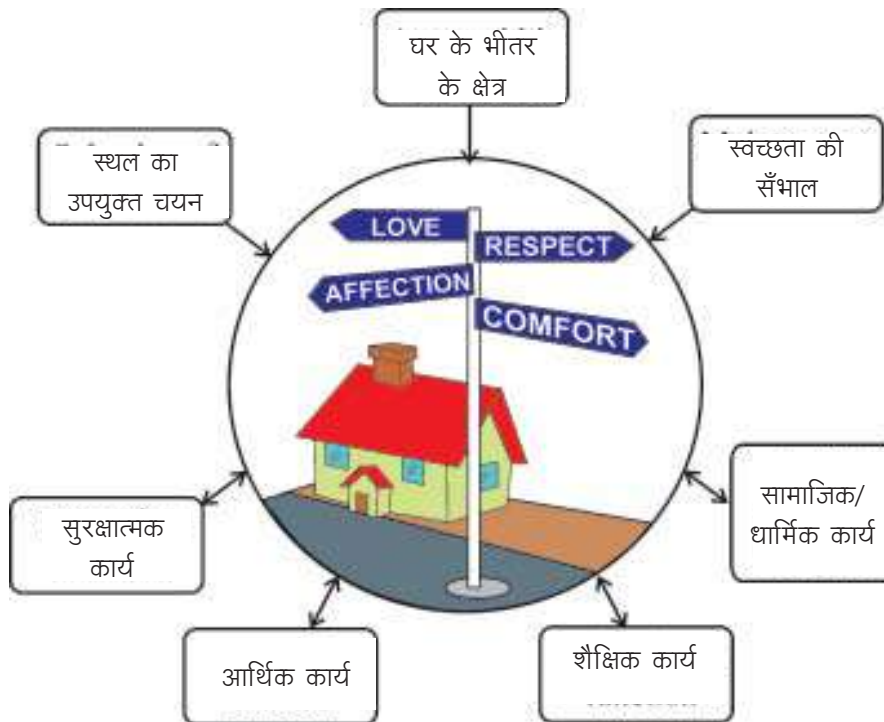 घर के भीतर
के क्षेत्र
स्थल का
उपयुक्त चयन
स्वच्छता की
सँभाल
LOVE
RESPECT
AFFECTION
COMFORT
सुरक्षात्मक
कार्य
सामाजिक/
धार्मिक कार्य
आर्थिक कार्य
शैक्षिक कार्य